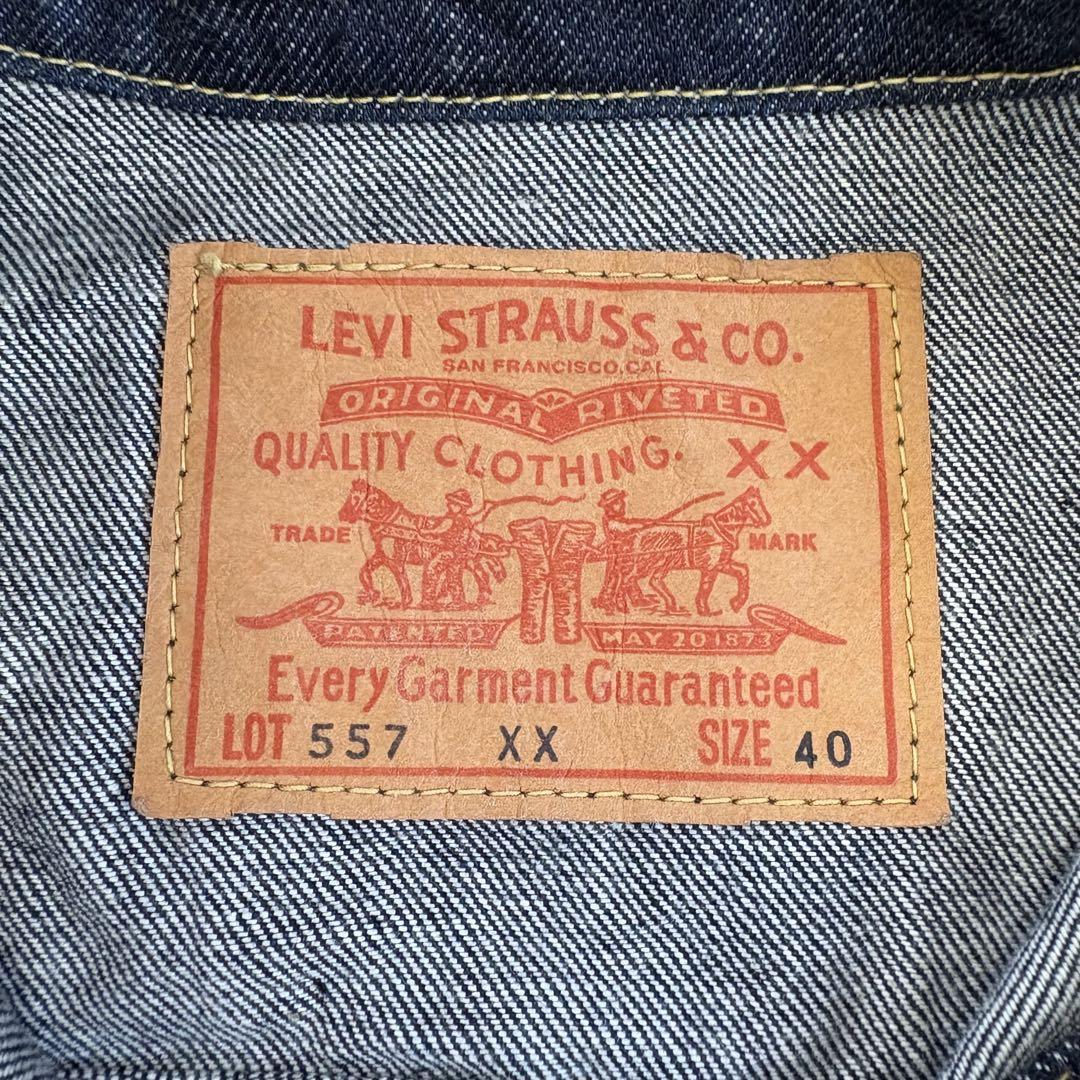 LEVI STRAUSS & CO.
SAN FRANCISCO, CAL.
ORIGINAL RIVETED
QUALITY CLOTHING. XX
TRADE MARK
PATENTED MAY 20 1873
Every Garment Guaranteed
LOT 557 XX SIZE 40